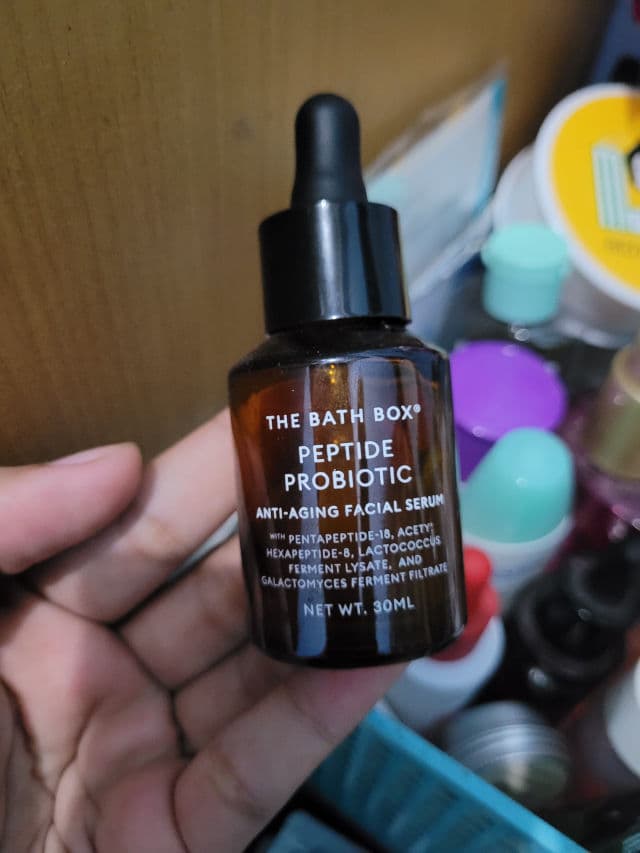 THE BATH BOX®
PEPTIDE
PROBIOTIC
ANTI-AGING FACIAL SERUM
WITH PENTAPEPTIDE-18, ACETYL
HEXAPEPTIDE-8, LACTOCOCCUS
FERMENT LYSATE, AND
GALACTOMYCES FERMENT FILTRATE
NET WT. 30ML